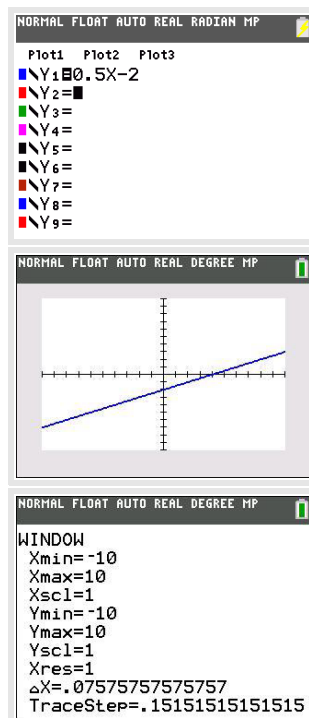 NORMAL FLOAT AUTO REAL RADIAN MP
Plot1 Plot2 Plot3
\Y₁=0.5X-2
\Y₂=
\Y₃=
\Y₄=
\Y₅=
\Y₆=
\Y₇=
\Y₈=
\Y₉=
NORMAL FLOAT AUTO REAL DEGREE MP
NORMAL FLOAT AUTO REAL DEGREE MP
WINDOW
Xmin=-10
Xmax=10
Xscl=1
Ymin=-10
Ymax=10
Yscl=1
Xres=1
△X=.07575757575757
TraceStep=.15151515151515